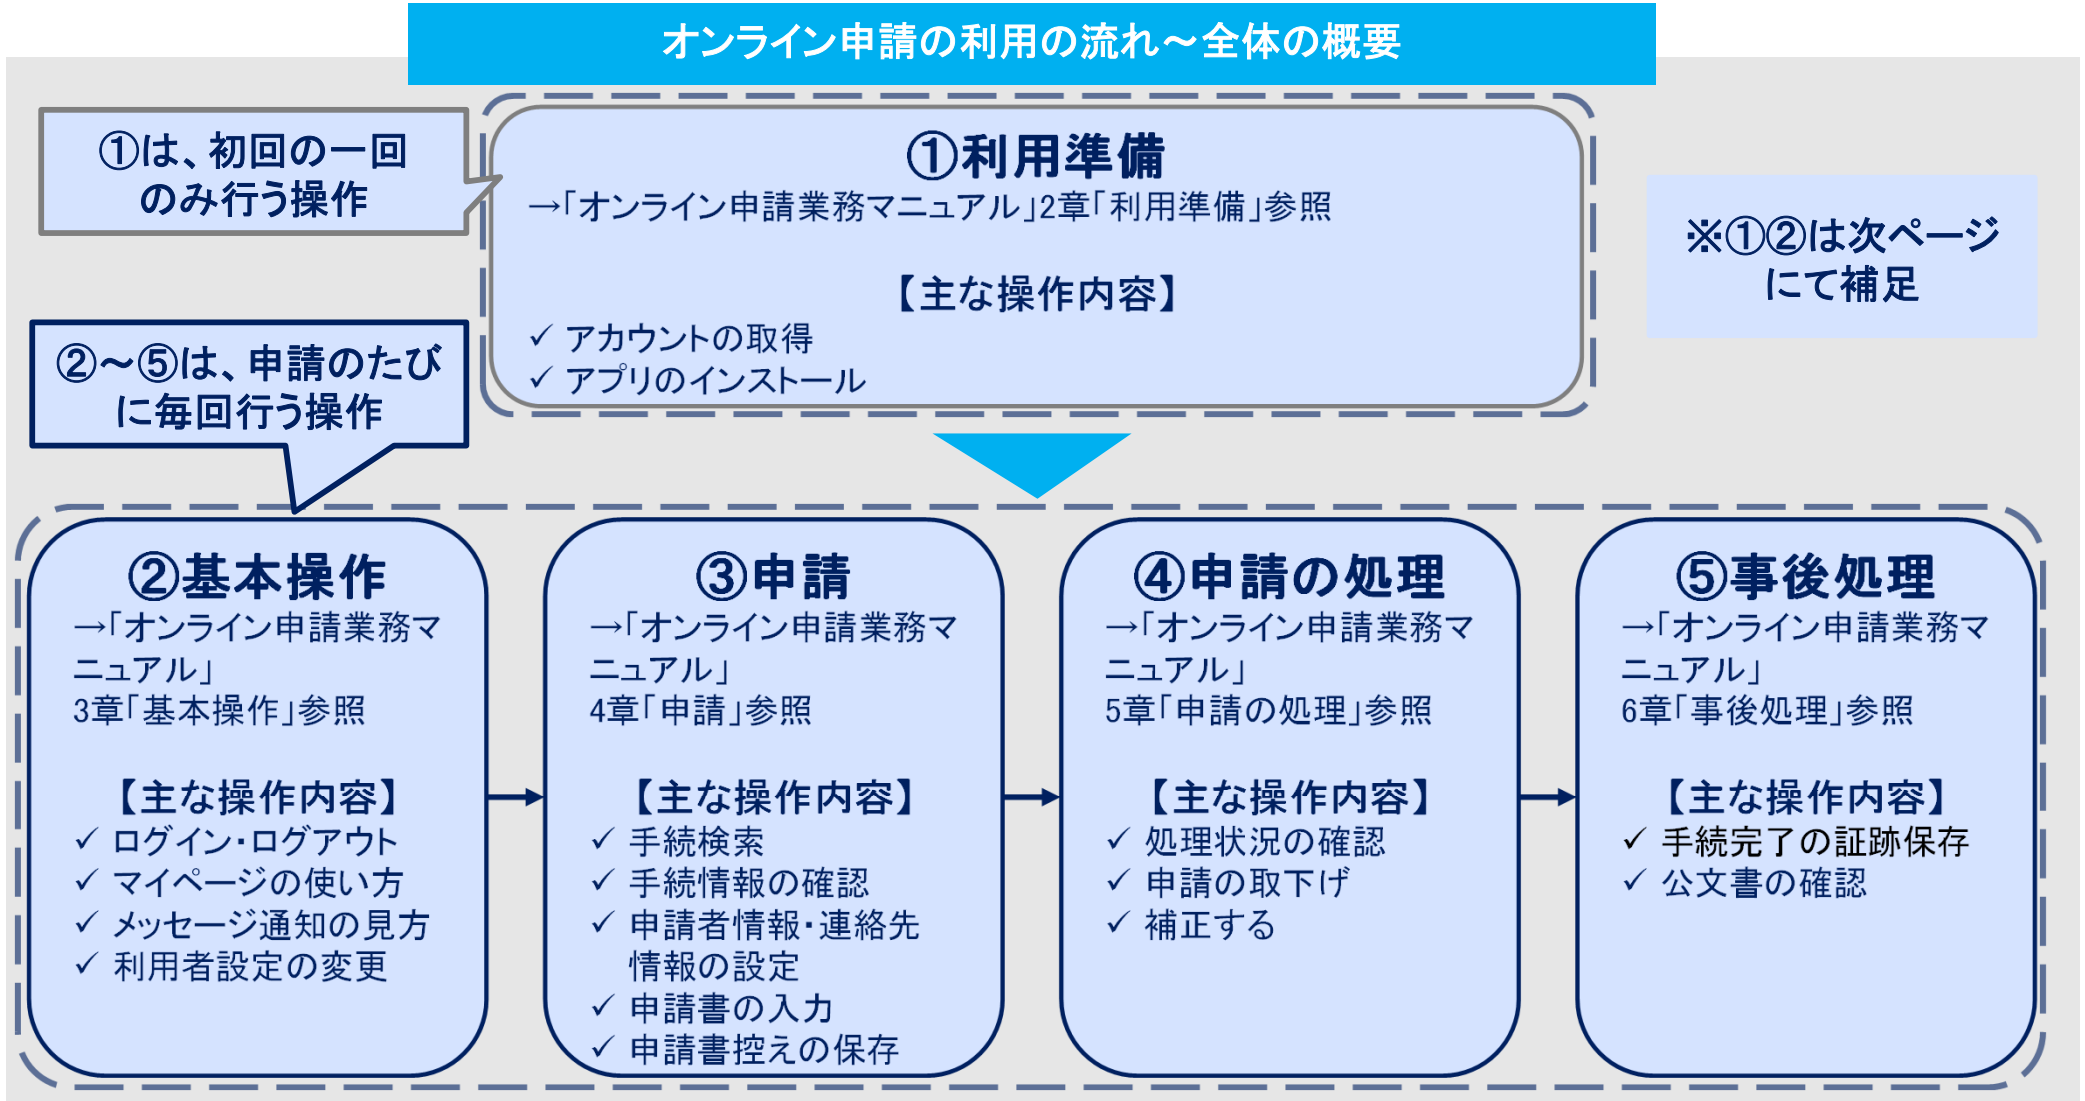 オンライン申請の利用の流れ～全体の概要
①は、初回の一回
のみ行う操作
①利用準備
→「オンライン申請業務マニュアル」2章「利用準備」参照
【主な操作内容】
✓ アカウントの取得
✓ アプリのインストール
※①②は次ページ
にて補足
②～⑤は、申請のたび
に毎回行う操作
②基本操作
→「オンライン申請業務マ
ニュアル」
3章「基本操作」参照
【主な操作内容】
✓ ログイン・ログアウト
✓ マイページの使い方
✓ メッセージ通知の見方
✓ 利用者設定の変更
③申請
→「オンライン申請業務マ
ニュアル」
4章「申請」参照
【主な操作内容】
✓ 手続検索
✓ 手続情報の確認
✓ 申請者情報・連絡先
情報の設定
✓ 申請書の入力
✓ 申請書控えの保存
④申請の処理
→「オンライン申請業務マ
ニュアル」
5章「申請の処理」参照
【主な操作内容】
✓ 処理状況の確認
✓ 申請の取下げ
✓ 補正する
⑤事後処理
→「オンライン申請業務マ
ニュアル」
6章「事後処理」参照
【主な操作内容】
✓ 手続完了の証跡保存
✓ 公文書の確認